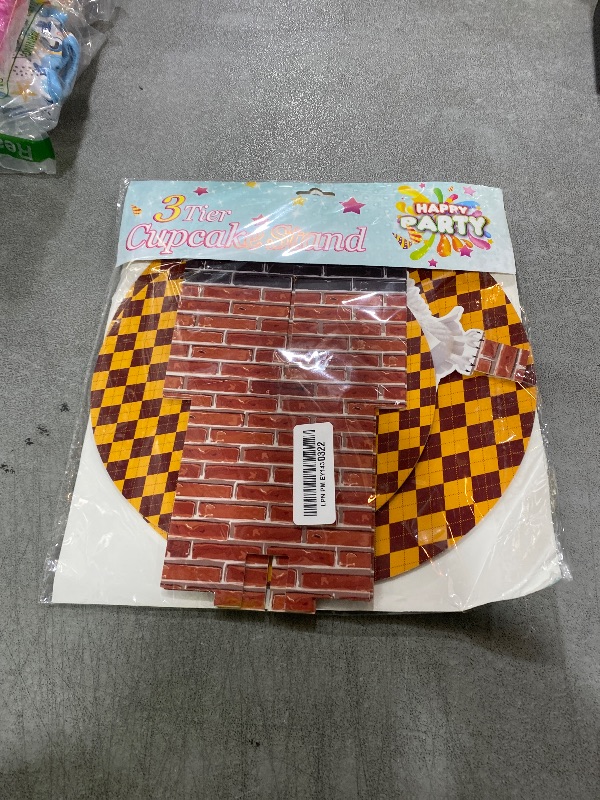 3 Tier
Cupcake Stand
HAPPY
PARTY